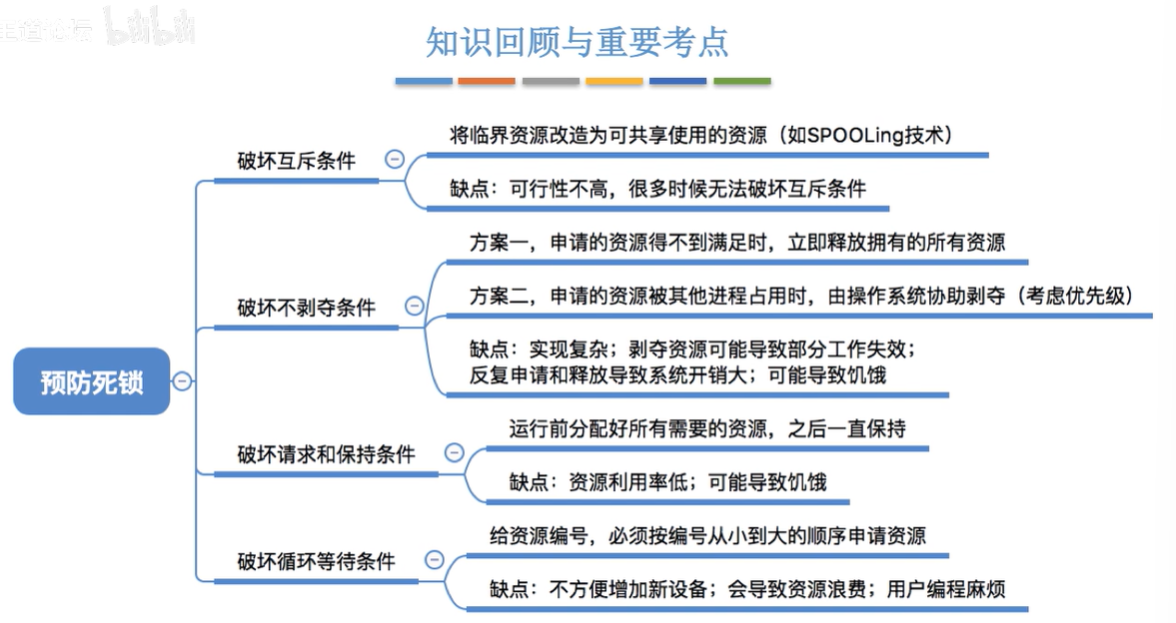 王道论坛
bilibili
知识回顾与重要考点
将临界资源改造为可共享使用的资源（如SPOOLing技术）
破坏互斥条件
缺点：可行性不高，很多时候无法破坏互斥条件
方案一，申请的资源得不到满足时，立即释放拥有的所有资源
方案二，申请的资源被其他进程占用时，由操作系统协助剥夺（考虑优先级）
破坏不剥夺条件
缺点：实现复杂；剥夺资源可能导致部分工作失效；
反复申请和释放导致系统开销大；可能导致饥饿
预防死锁
运行前分配好所有需要的资源，之后一直保持
破坏请求和保持条件
缺点：资源利用率低；可能导致饥饿
给资源编号，必须按编号从小到大的顺序申请资源
破坏循环等待条件
缺点：不方便增加新设备；会导致资源浪费；用户编程麻烦